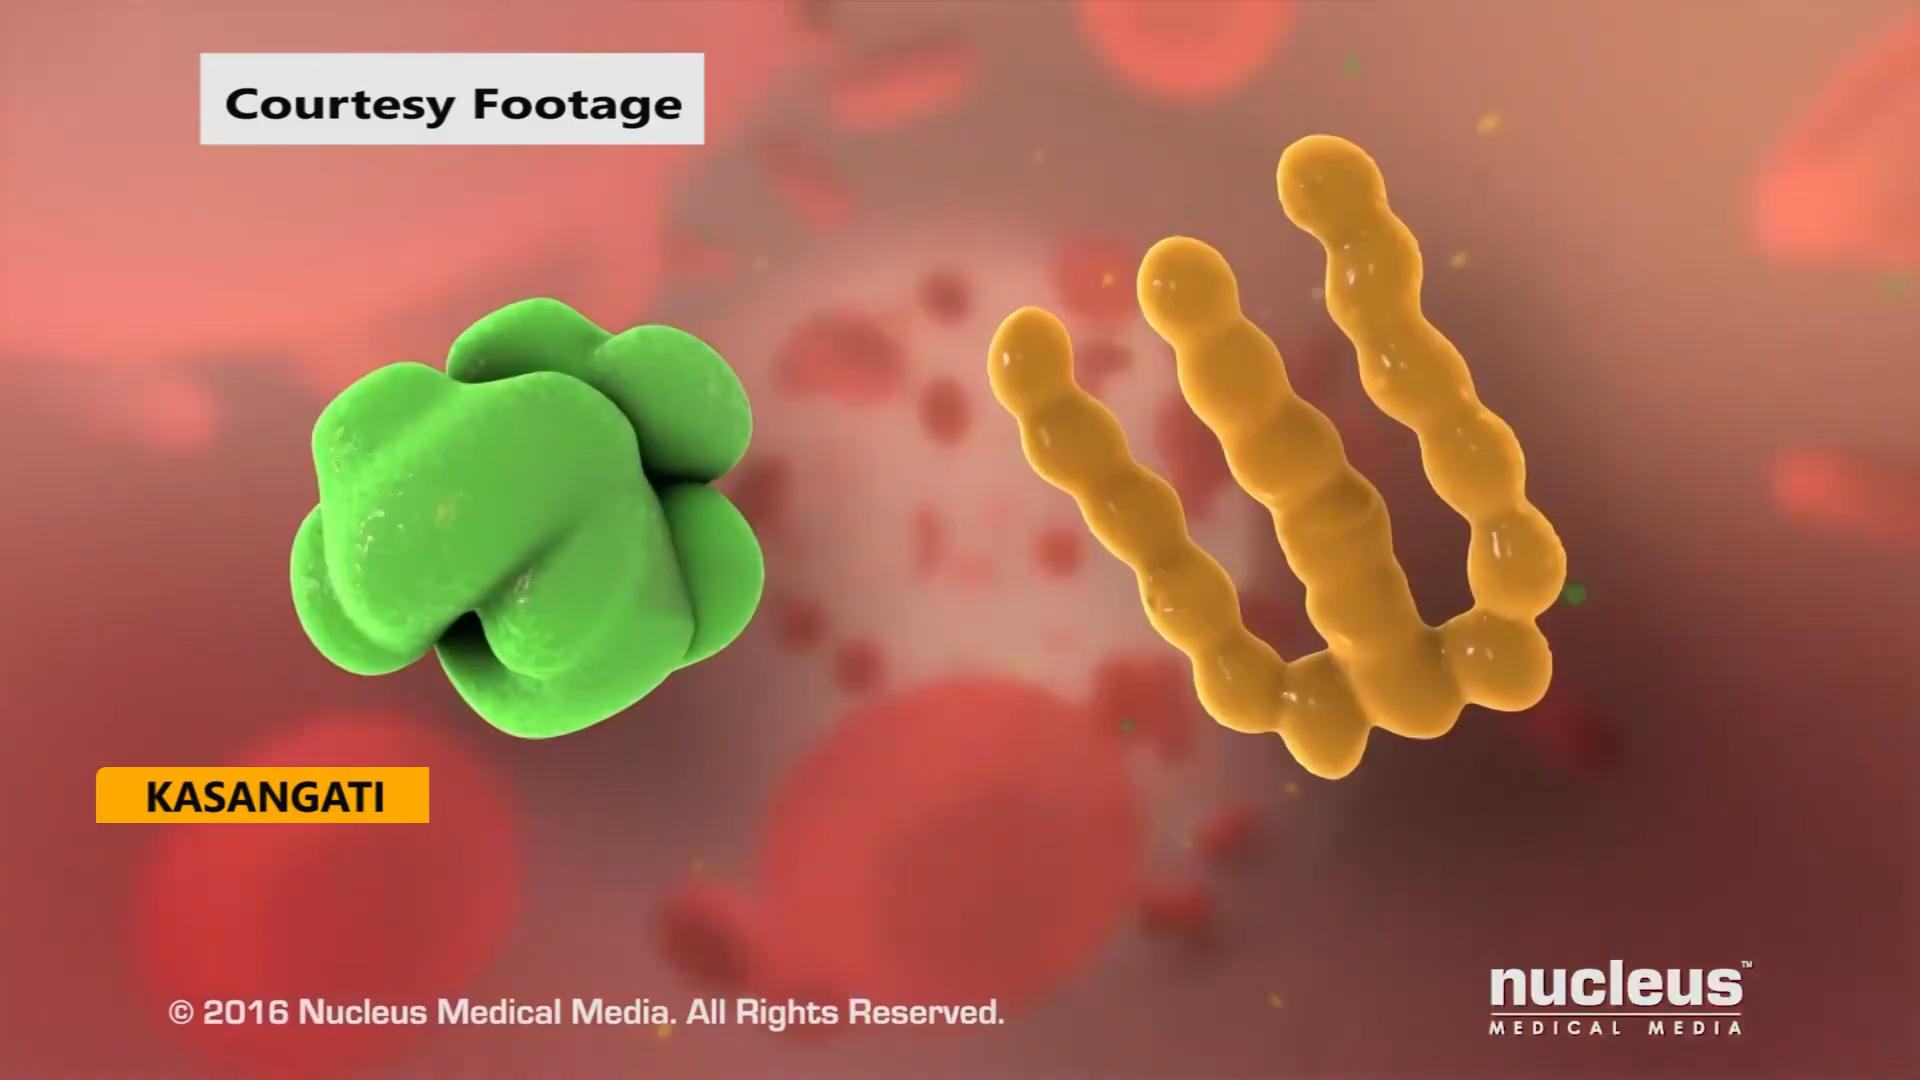 Courtesy Footage
KASANGATI
© 2016 Nucleus Medical Media. All Rights Reserved.
nucleus™
MEDICAL MEDIA